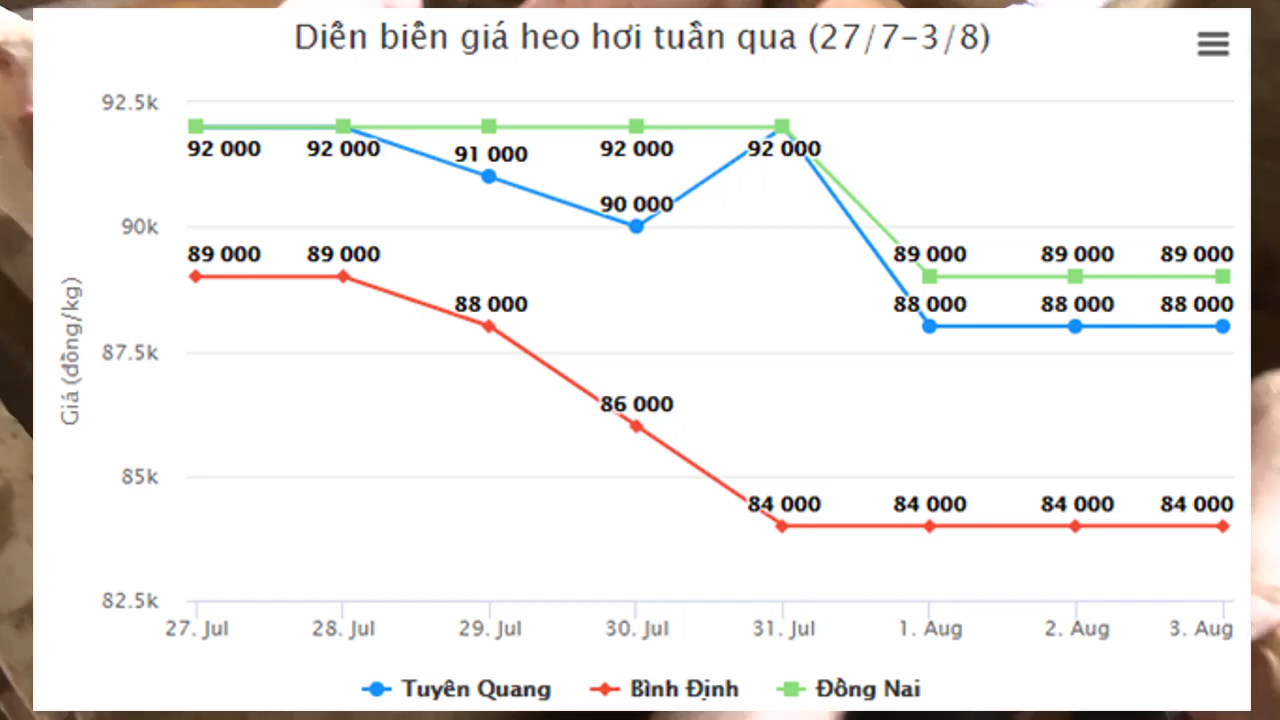 Diễn biến giá heo hơi tuần qua (27/7-3/8)
92.5k
92 000 92 000 91 000 92 000 92 000
90 000
90k
89 000 89 000 89 000 89 000 89 000
88 000 88 000 88 000 88 000
87.5k
Giá (đồng/kg)
86 000
85k
84 000 84 000 84 000 84 000
82.5k
27. Jul 28. Jul 29. Jul 30. Jul 31. Jul 1. Aug 2. Aug 3. Aug
Tuyên Quang Bình Định Đồng Nai